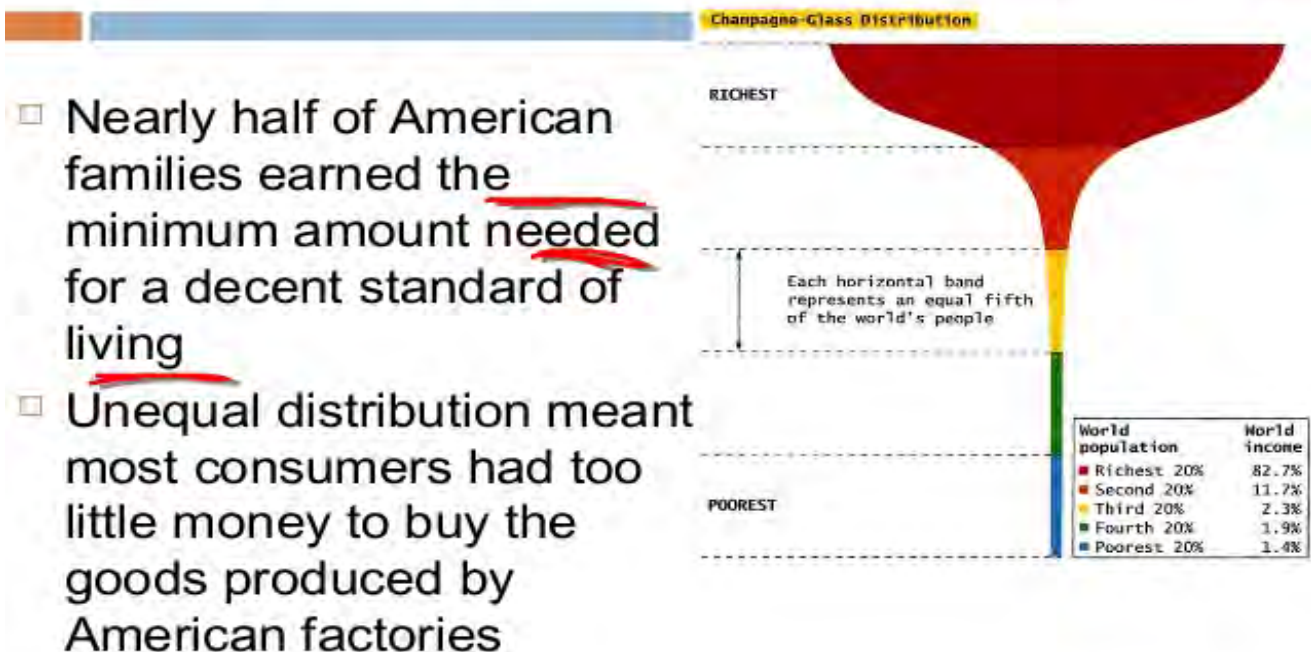 Nearly half of American
families earned the
minimum amount needed
for a decent standard of
living
Unequal distribution meant
most consumers had too
little money to buy the
goods produced by
American factories
Champagne-Glass Distribution
RICHEST
Each horizontal band
represents an equal fifth
of the world's people
POOREST
World population World income
Richest 20% 82.7%
Second 20% 11.7%
Third 20% 2.3%
Fourth 20% 1.9%
Poorest 20% 1.4%